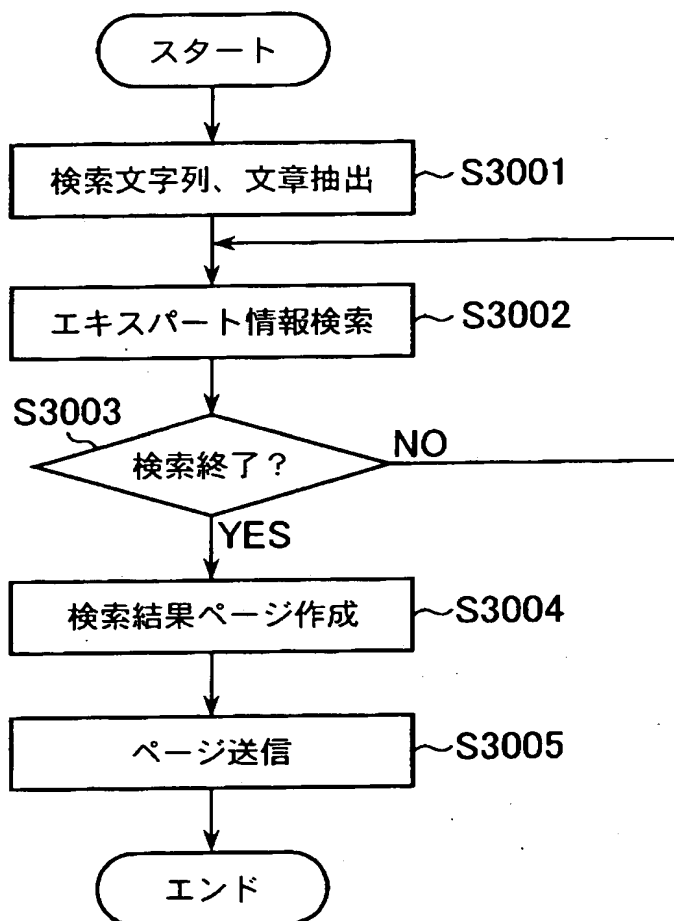 スタート
検索文字列、文章抽出
S3001
エキスパート情報検索
S3002
S3003
検索終了？
NO
YES
検索結果ページ作成
S3004
ページ送信
S3005
エンド